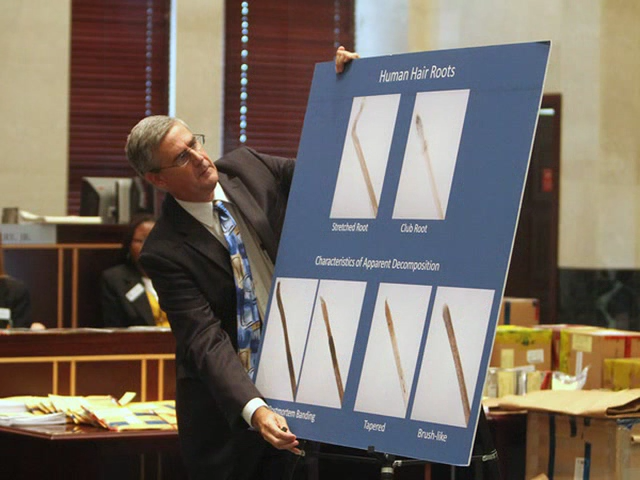 Human Hair Roots
Stretched Root
Club Root
Characteristics of Apparent Decomposition
Banding
Tapered
Brush-like